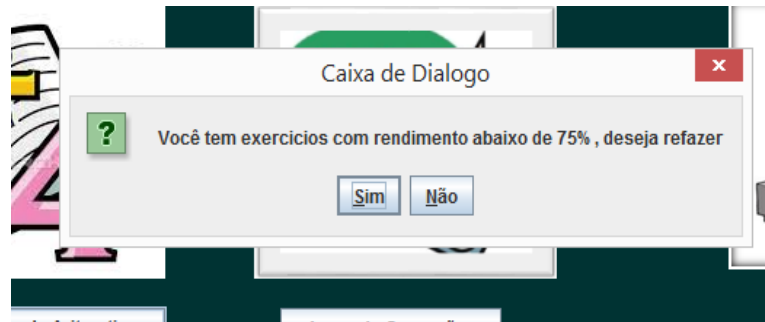 Caixa de Dialogo
x
?
Você tem exercicios com rendimento abaixo de 75% , deseja refazer
Sim
Não